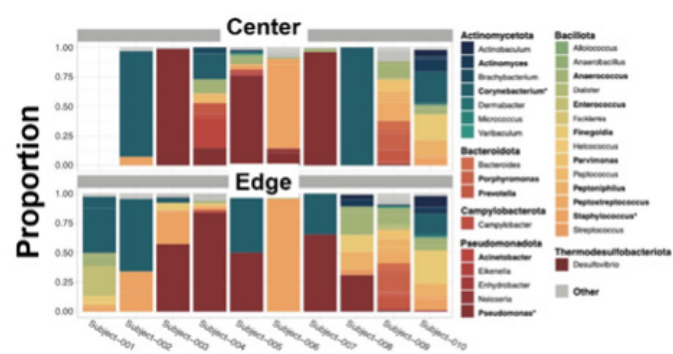 Center
Proportion
1.00
0.75
0.50
0.25
0.00
Edge
1.00
0.75
0.50
0.25
0.00
Subject-001
Subject-002
Subject-003
Subject-004
Subject-005
Subject-006
Subject-007
Subject-008
Subject-009
Subject-010
Actinomycetota
Actinobaculum
Actinomyces
Brachybacterium
Corynebacterium*
Dermabacter
Micrococcus
Varibaculum
Bacteroidota
Bacteroides
Porphyromonas
Prevotella
Campylobacterota
Campylobacter
Pseudomonadota
Acinetobacter
Eikenella
Enhydrobacter
Neisseria
Pseudomonas*
Bacillota
Alloiococcus
Anaerobacillus
Anaerococcus
Dialister
Enterococcus
Facklamia
Finegoldia
Helcococcus
Parvimonas
Peptococcus
Peptoniphilus
Peptostreptococcus
Staphylococcus*
Streptococcus
Thermodesulfobacteriota
Desulfovibrio
Other